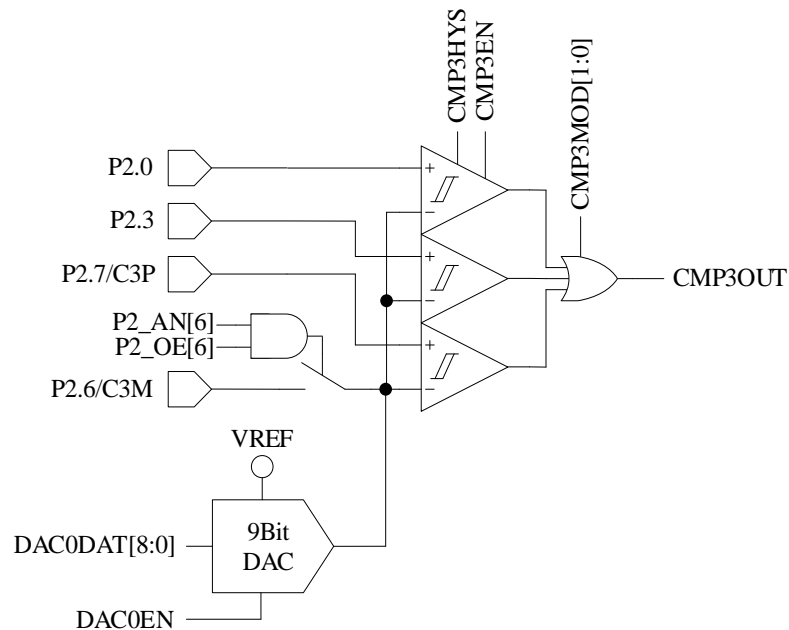 CMP3HYS
CMP3EN
CMP3MOD[1:0]
P2.0
P2.3
P2.7/C3P
P2_AN[6]
P2_OE[6]
P2.6/C3M
CMP3OUT
VREF
9Bit
DAC
DAC0DAT[8:0]
DAC0EN
+
−
+
−
+
−